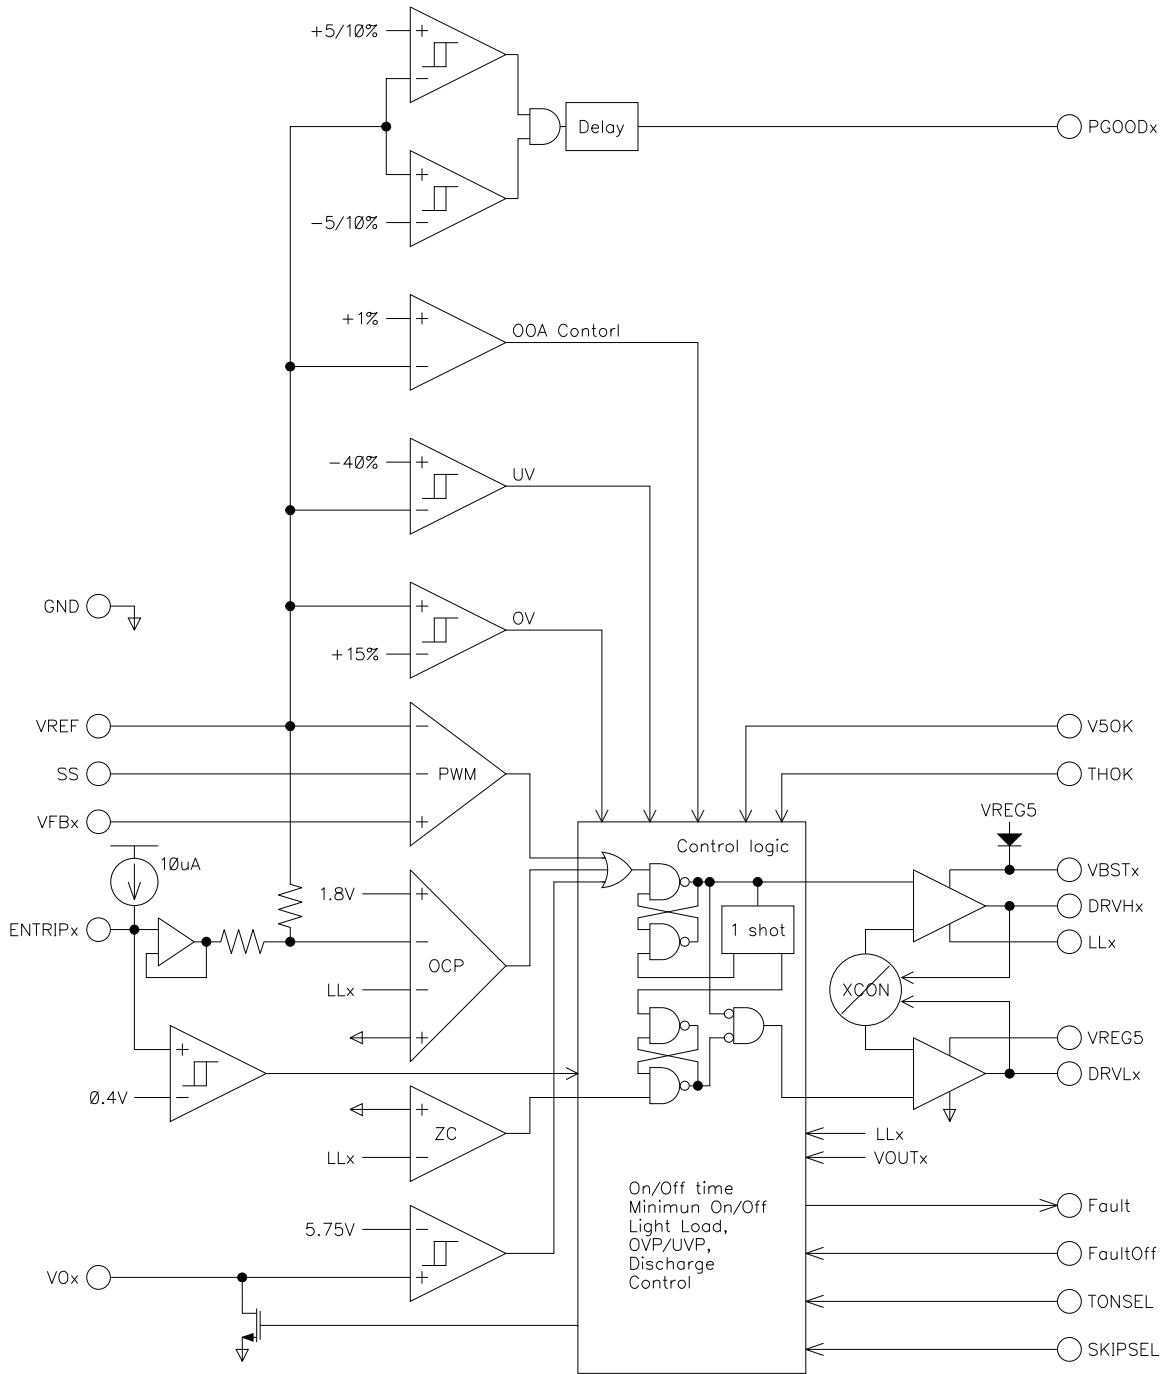 +5/10%
+
−
Delay
PGOODx
+
−5/10%
−
+1%
+
−
OOA Contorl
−40%
+
−
UV
GND
+
OV
+15%
−
VREF
−
V5OK
SS
−
PWM
THOK
VFBx
+
VREG5
Control logic
10uA
1.8V
+
VBSTx
DRVHx
ENTRIPx
1 shot
−
LLx
OCP
LLx
−
XCON
+
VREG5
+
DRVLx
0.4V
−
+
ZC
LLx
LLx
−
VOUTx
On/Off time
Minimun On/Off
Light Load,
OVP/UVP,
Discharge
Control
Fault
5.75V
−
FaultOff
VOx
+
TONSEL
SKIPSEL